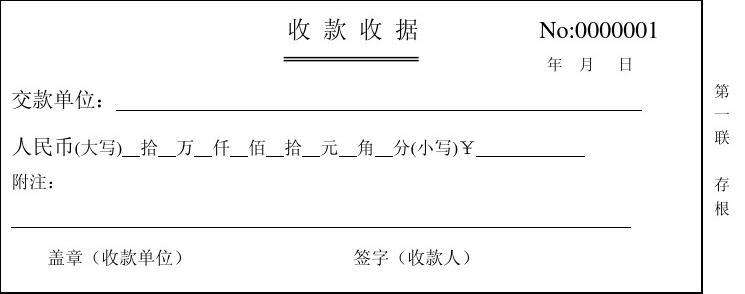 收款收据
No:0000001
年 月 日
交款单位：
人民币(大写)__拾__万__仟__佰__拾__元__角__分(小写)￥
附注：
盖章（收款单位） 签字（收款人）
第一联 存根